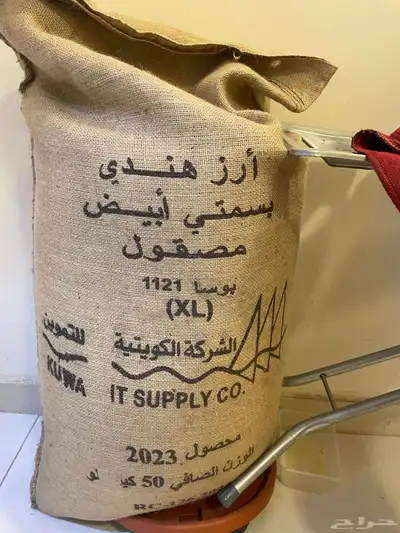 أرز هندي
بسمتي أبيض
مصقول
بوسا 1121
(XL)
الشركة الكويتية
للتموين
KUWA
IT SUPPLY CO.
محصول 2023
الوزن الصافي 50 كيلو
حراج